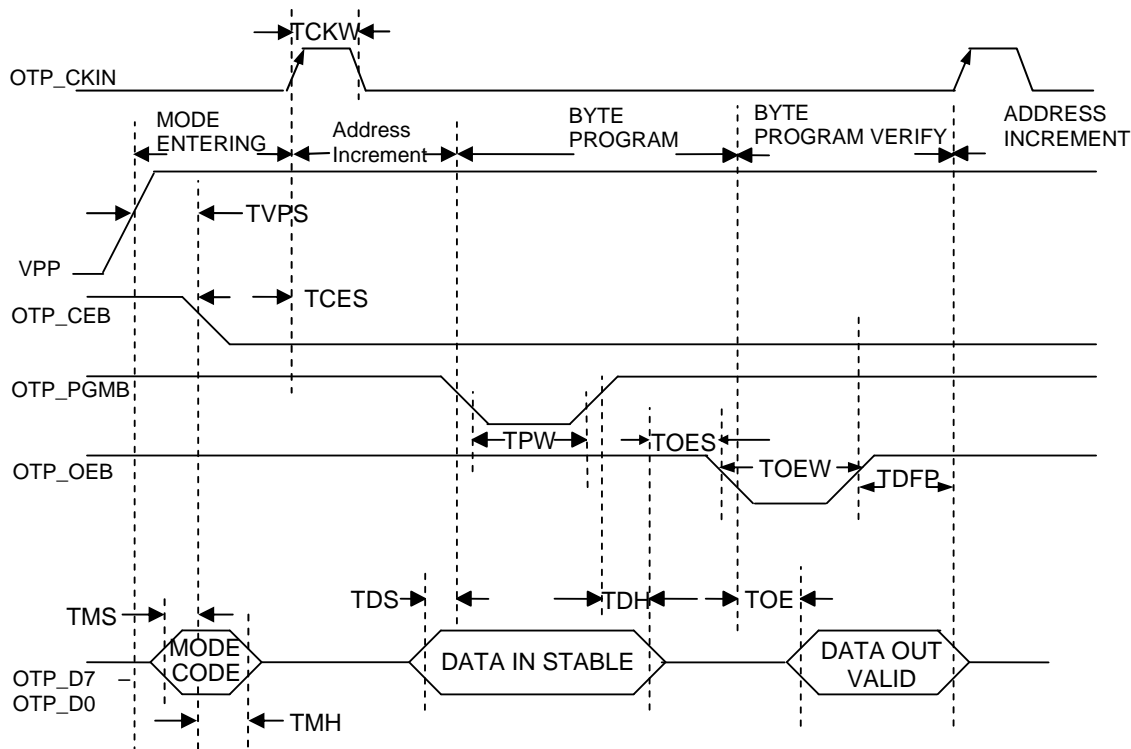 TCKW
OTP_CKIN
MODE
ENTERING
Address
Increment
BYTE
PROGRAM
BYTE
PROGRAM VERIFY
ADDRESS
INCREMENT
TVPS
VPP
TCES
OTP_CEB
OTP_PGMB
TPW
TOES
OTP_OEB
TOEW
TDFP
TDS
TDH
TOE
TMS
MODE
CODE
DATA IN STABLE
DATA OUT
VALID
OTP_D7 –
OTP_D0
TMH